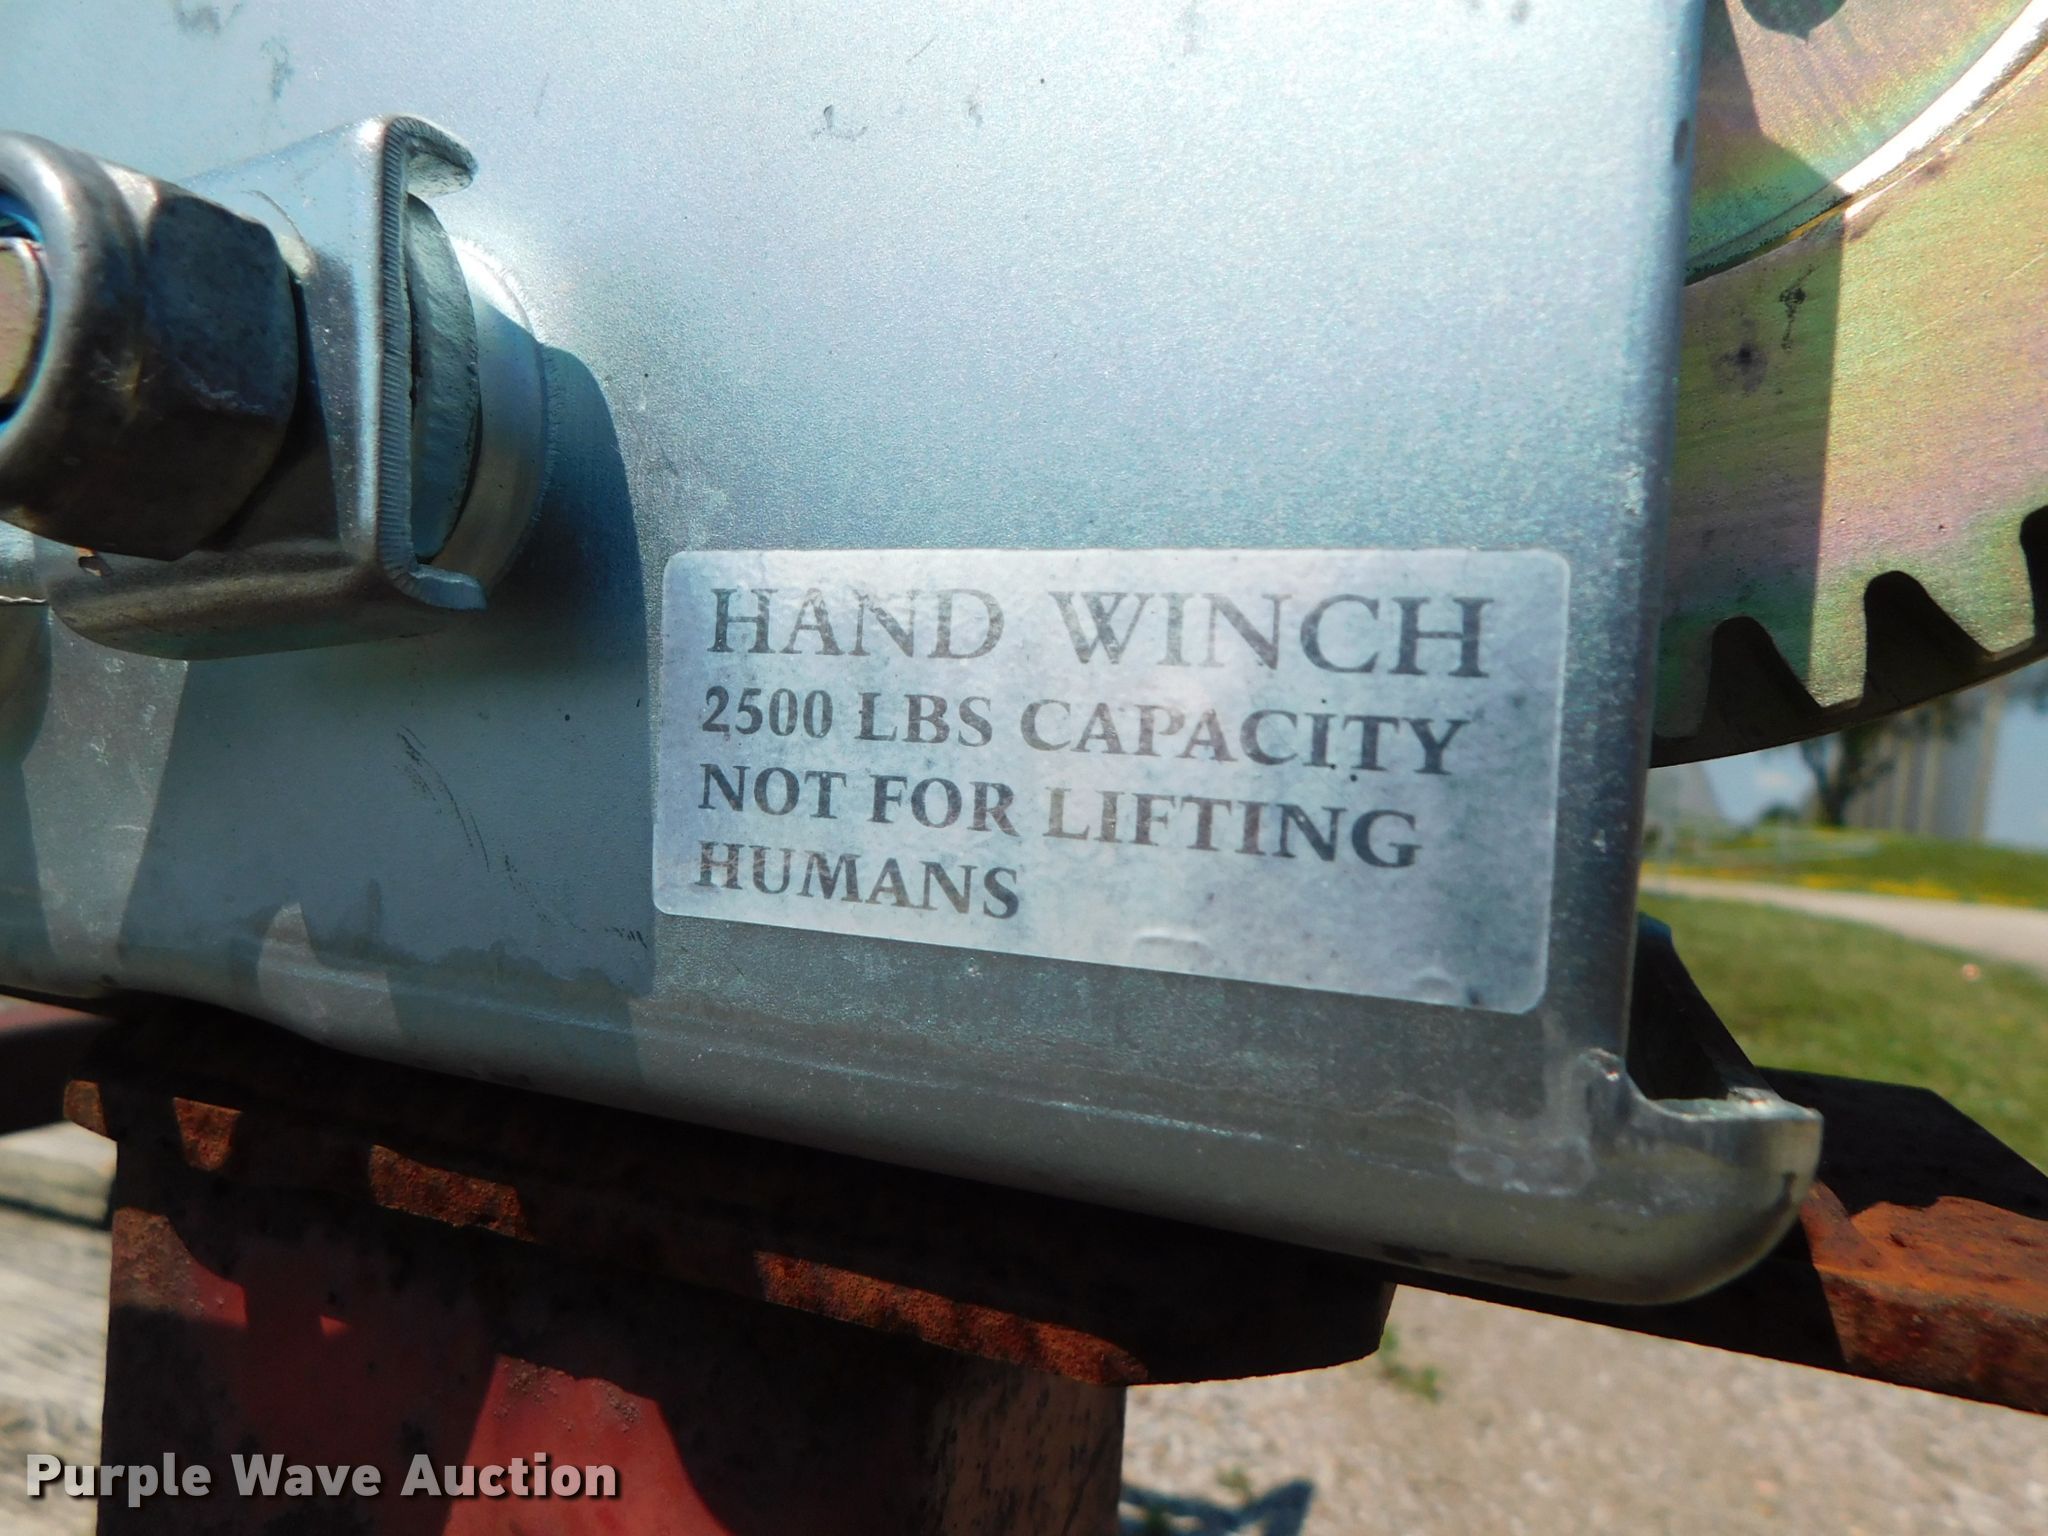 HAND WINCH
2500 LBS CAPACITY
NOT FOR LIFTING
HUMANS
Purple Wave Auction